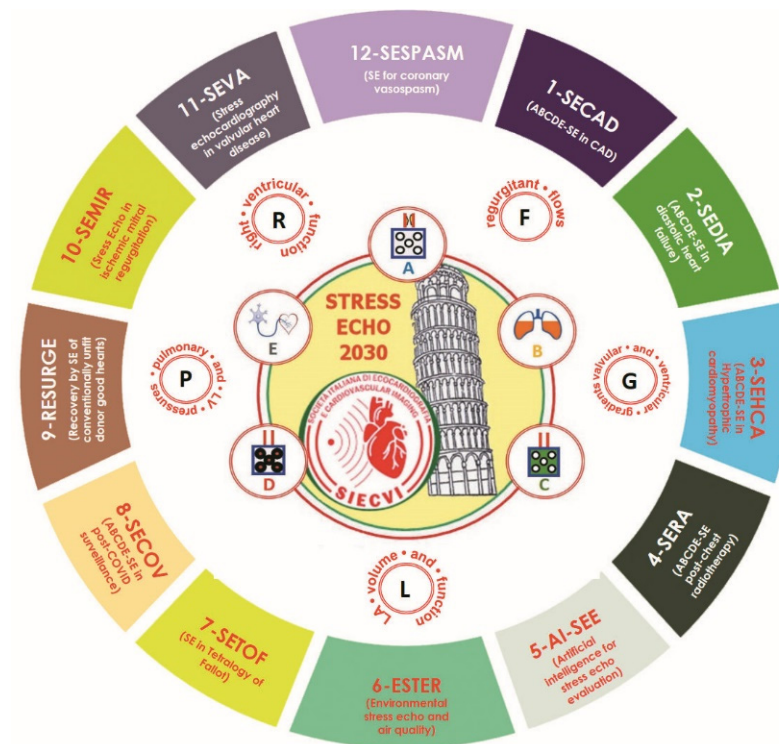 12-SESPASM
(SE for coronary
vasospasm)
1-SECAD
(ABCDE-SE in CAD)
2-SEDIA
(ABCDE-SE in
diastolic heart
failure)
3-SEHCA
(ABCDE-SE in
Hypertrophic
cardiomyopathy)
4-SERA
(ABCDE-SE
post-chest
radiotherapy)
5-AI-SEE
(Artificial
intelligence for
stress echo
evaluation)
6-ESTER
(Environmental
stress echo and
air quality)
7-SETOF
(SE in Tetralogy of
Fallot)
8-SECOV
(ABCDE-SE in
post-COVID
surveillance)
9-RESURGE
(Recovery by SE of
conventionally unfit
donor good hearts)
10-SEMIR
(Stress Echo in
ischemic mitral
regurgitation)
11-SEVA
(Stress
echocardiography
in valvular heart
disease)
right • ventricular • function
R
regurgitant • flows
F
gradients valvular • and • ventricular
G
LA • volume • and • function
L
pulmonary • and • LV • pressures
P
A
B
C
D
E
STRESS
ECHO
2030
SOCIETÀ ITALIANA DI ECOCARDIOGRAFIA
E CARDIOVASCULAR IMAGING
SIECVI